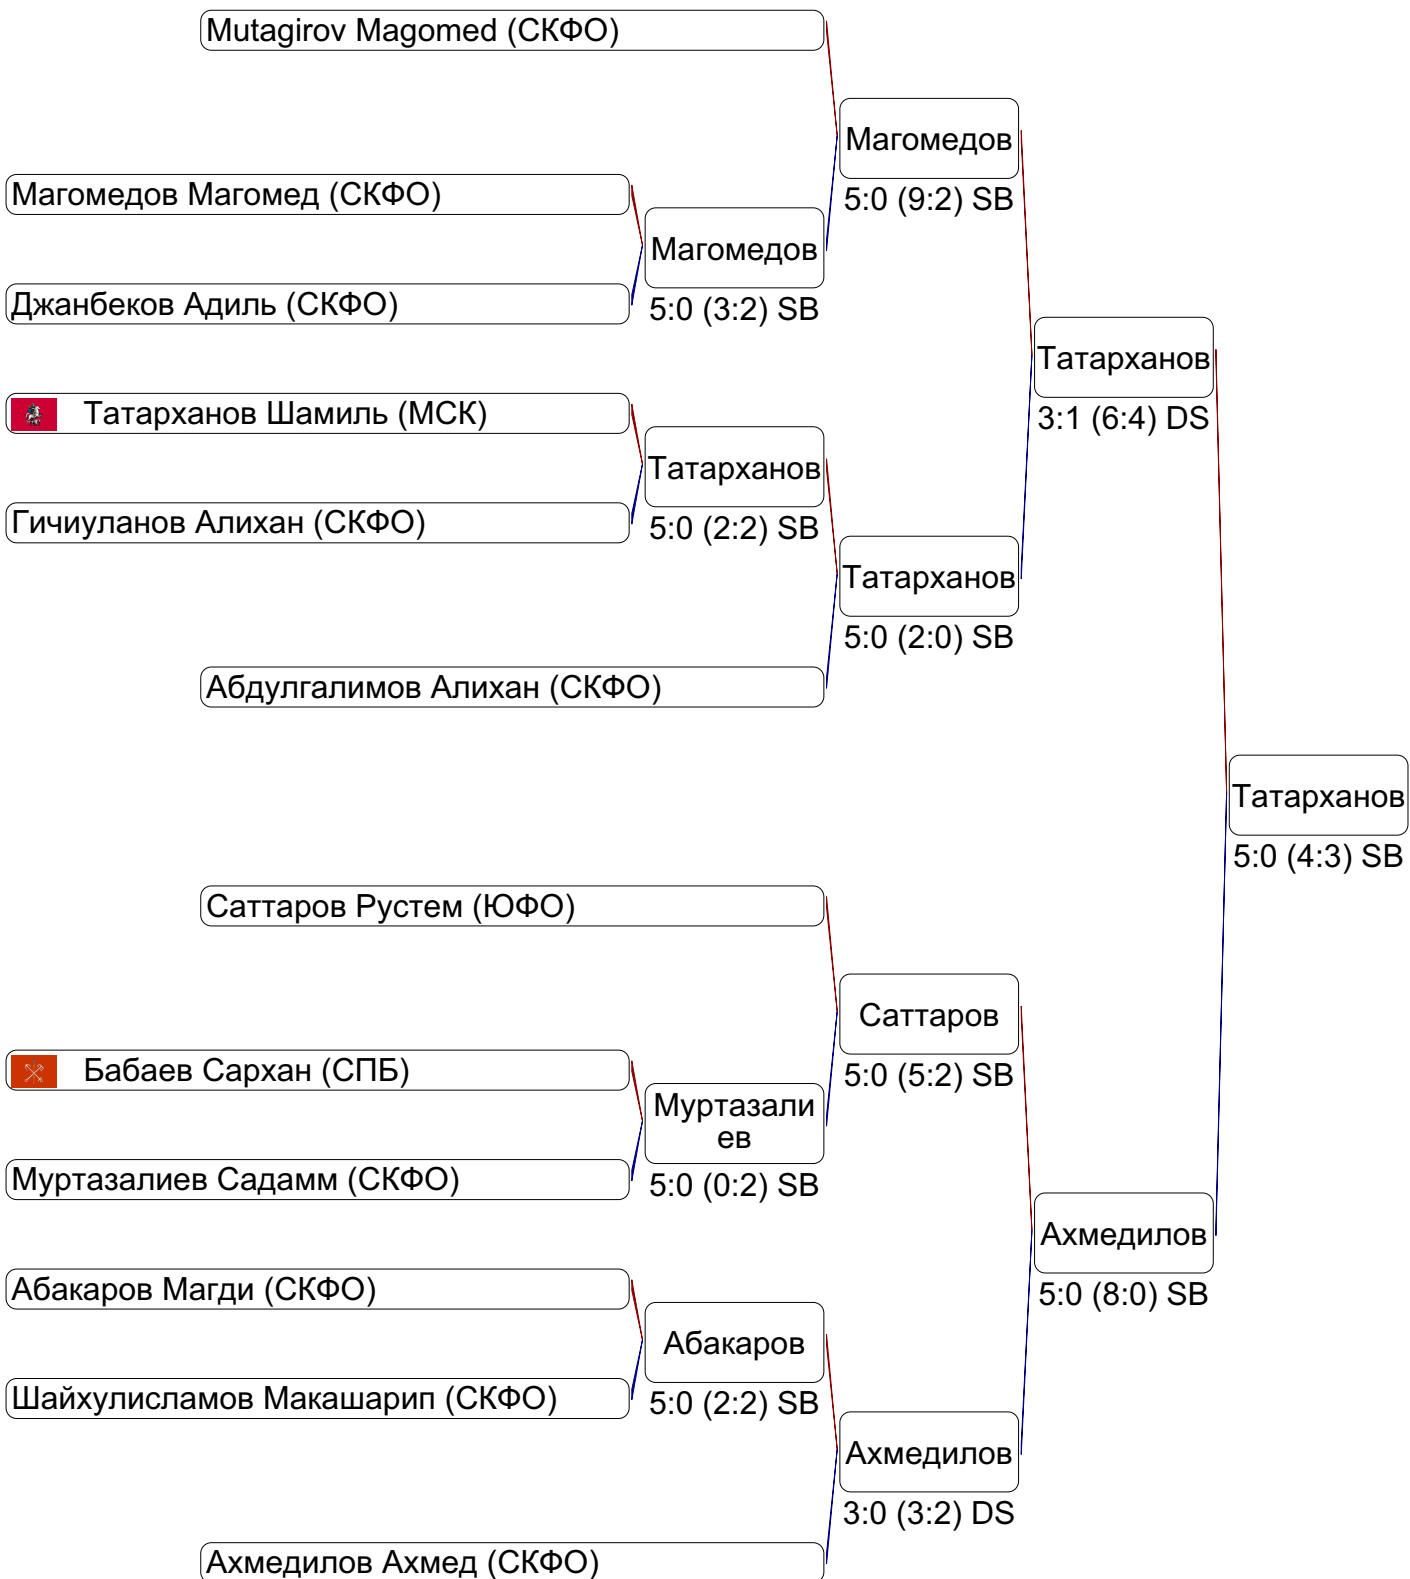 Mutagirov Magomed (СКФО)
Магомедов
5:0 (9:2) SB
Магомедов Магомед (СКФО)
Магомедов
5:0 (3:2) SB
Джанбеков Адиль (СКФО)
Татарханов
3:1 (6:4) DS
Татарханов Шамиль (МСК)
Татарханов
5:0 (2:2) SB
Гичиуланов Алихан (СКФО)
Татарханов
5:0 (2:0) SB
Абдулгалимов Алихан (СКФО)
Татарханов
5:0 (4:3) SB
Саттаров Рустем (ЮФО)
Саттаров
5:0 (5:2) SB
Бабаев Сархан (СПБ)
Муртазали
ев
5:0 (0:2) SB
Муртазалиев Садамм (СКФО)
Ахмедилов
5:0 (8:0) SB
Абакаров Магди (СКФО)
Абакаров
5:0 (2:2) SB
Шайхулисламов Макашарип (СКФО)
Ахмедилов
3:0 (3:2) DS
Ахмедилов Ахмед (СКФО)